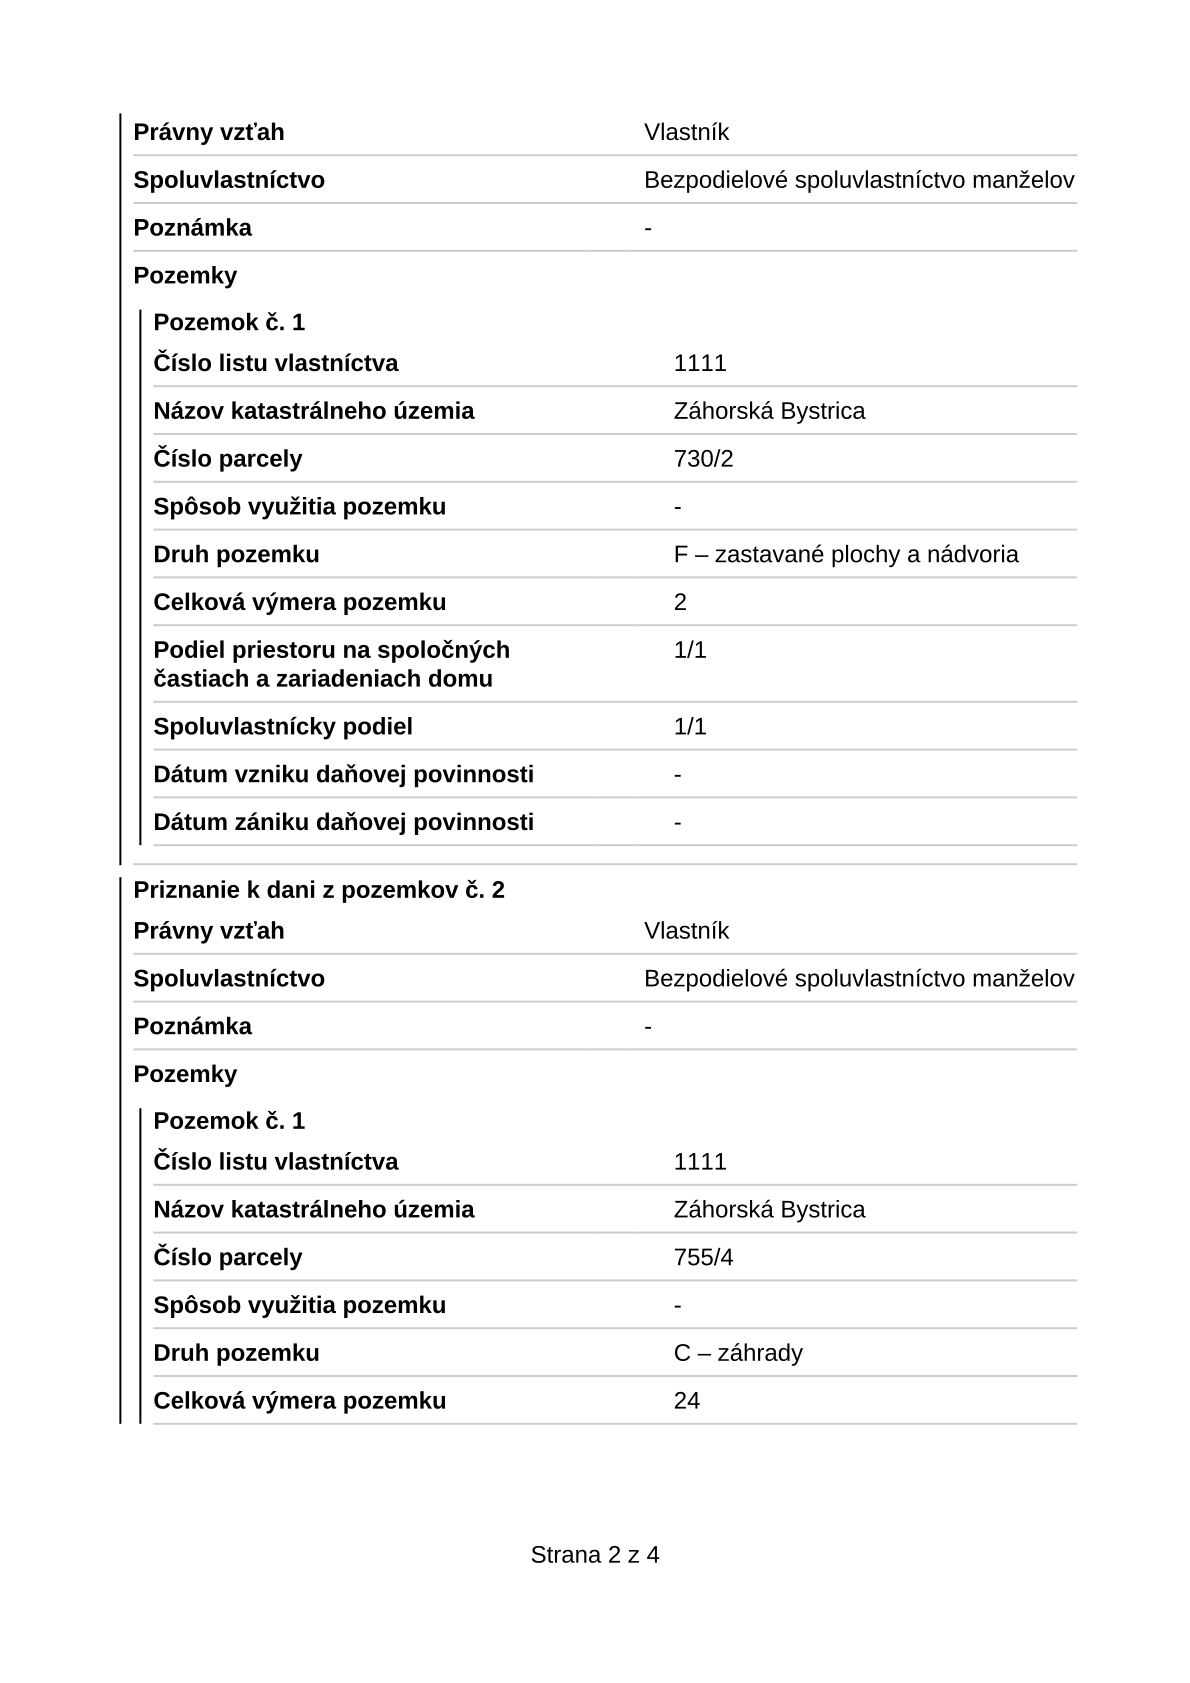 Právny vzťah Vlastník
Spoluvlastníctvo Bezpodielové spoluvlastníctvo manželov
Poznámka -
Pozemky
Pozemok č. 1
Číslo listu vlastníctva 1111
Názov katastrálneho územia Záhorská Bystrica
Číslo parcely 730/2
Spôsob využitia pozemku -
Druh pozemku F – zastavané plochy a nádvoria
Celková výmera pozemku 2
Podiel priestoru na spoločných 1/1
častiach a zariadeniach domu
Spoluvlastnícky podiel 1/1
Dátum vzniku daňovej povinnosti -
Dátum zániku daňovej povinnosti -
Priznanie k dani z pozemkov č. 2
Právny vzťah Vlastník
Spoluvlastníctvo Bezpodielové spoluvlastníctvo manželov
Poznámka -
Pozemky
Pozemok č. 1
Číslo listu vlastníctva 1111
Názov katastrálneho územia Záhorská Bystrica
Číslo parcely 755/4
Spôsob využitia pozemku -
Druh pozemku C – záhrady
Celková výmera pozemku 24
Strana 2 z 4